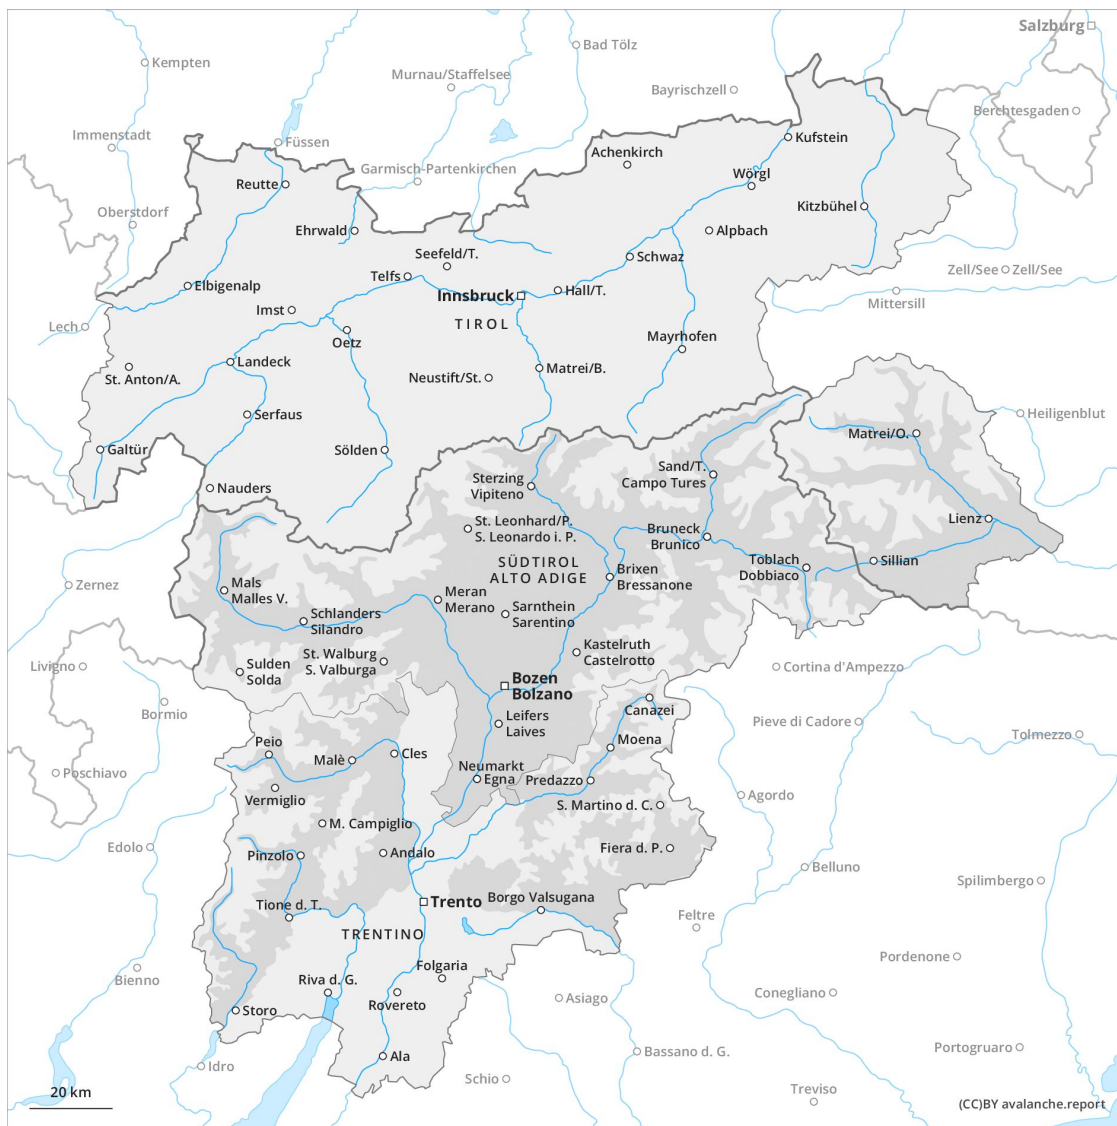 Salzburg
Bad Tölz
Kempten
Murnau/Staffelsee
Bayrischzell
Berchtesgaden
Immenstadt
Füssen
Kufstein
Achenkirch
Garmisch-Partenkirchen
Wörgl
Reutte
Oberstdorf
Kitzbühel
Ehrwald
Alpbach
Seefeld/T.
Schwaz
Telfs
Zell/See
Zell/See
Elbigenalp
Innsbruck
Hall/T.
Mittersill
Imst
TIROL
Lech
Oetz
Mayrhofen
Landeck
Matrei/B.
St. Anton/A.
Neustift/St.
Serfaus
Heiligenblut
Matrei/O.
Galtür
Sölden
Sand/T.
Campo Tures
Sterzing
Vipiteno
Nauders
Lienz
St. Leonhard/P.
S. Leonardo i. P.
Bruneck
Brunico
SÜDTIROL
ALTO ADIGE
Toblach
Dobbiaco
Sillian
Brixen
Bressanone
Zernez
Mals
Malles V.
Meran
Merano
Schlanders
Silandro
Sarnthein
Sarentino
Kastelruth
Castelrotto
St. Walburg
S. Valburga
Livigno
Sulden
Solda
Cortina d'Ampezzo
Bozen
Bolzano
Bormio
Canazei
Leifers
Laives
Pieve di Cadore
Tolmezzo
Peio
Moena
Malè
Cles
Neumarkt
Egna
Poschiavo
Predazzo
Vermiglio
Agordo
S. Martino d. C.
M. Campiglio
Edolo
Pinzolo
Andalo
Fiera d. P.
Belluno
Spilimbergo
Borgo Valsugana
Trento
Tione d. T.
Feltre
TRENTINO
Pordenone
Folgaria
Bienno
Riva d. G.
Rovereto
Conegliano
Asiago
Storo
Portogruaro
Bassano d. G.
Ala
Idro
Schio
Treviso
20 km
(CC)BY avalanche.report